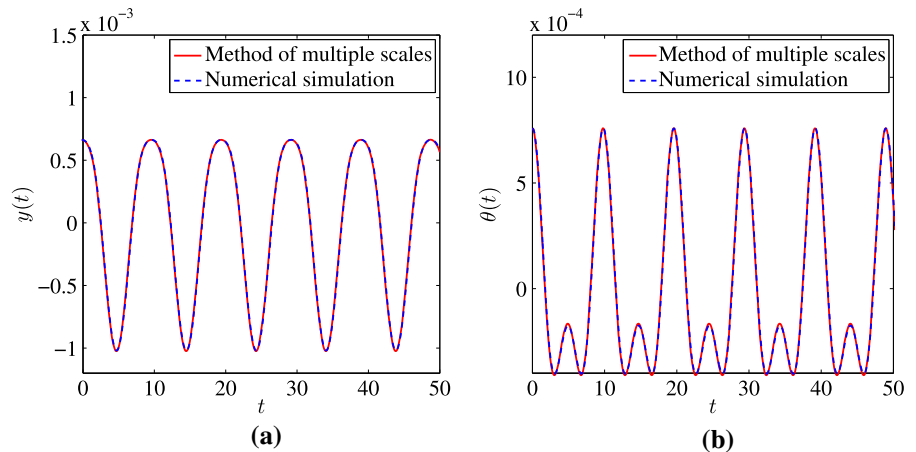 x 10⁻³
1.5
1
0.5
0
−0.5
−1
y(t)
0 10 20 30 40 50
t
Method of multiple scales
Numerical simulation
(a)
x 10⁻⁴
10
5
0
θ(t)
0 10 20 30 40 50
t
Method of multiple scales
Numerical simulation
(b)